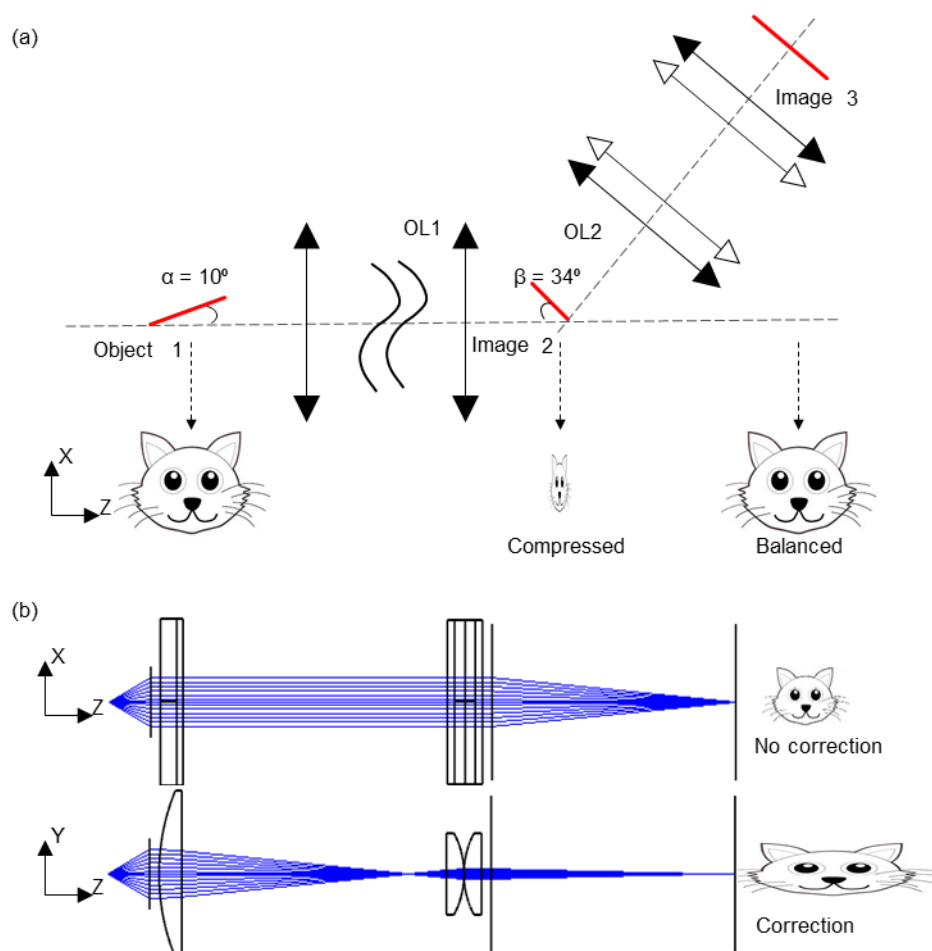 (a)
Image 3
OL1
OL2
α = 10º
β = 34º
Object 1
Image 2
X
Z
Compressed
Balanced
(b)
X
Z
No correction
Y
Z
Correction